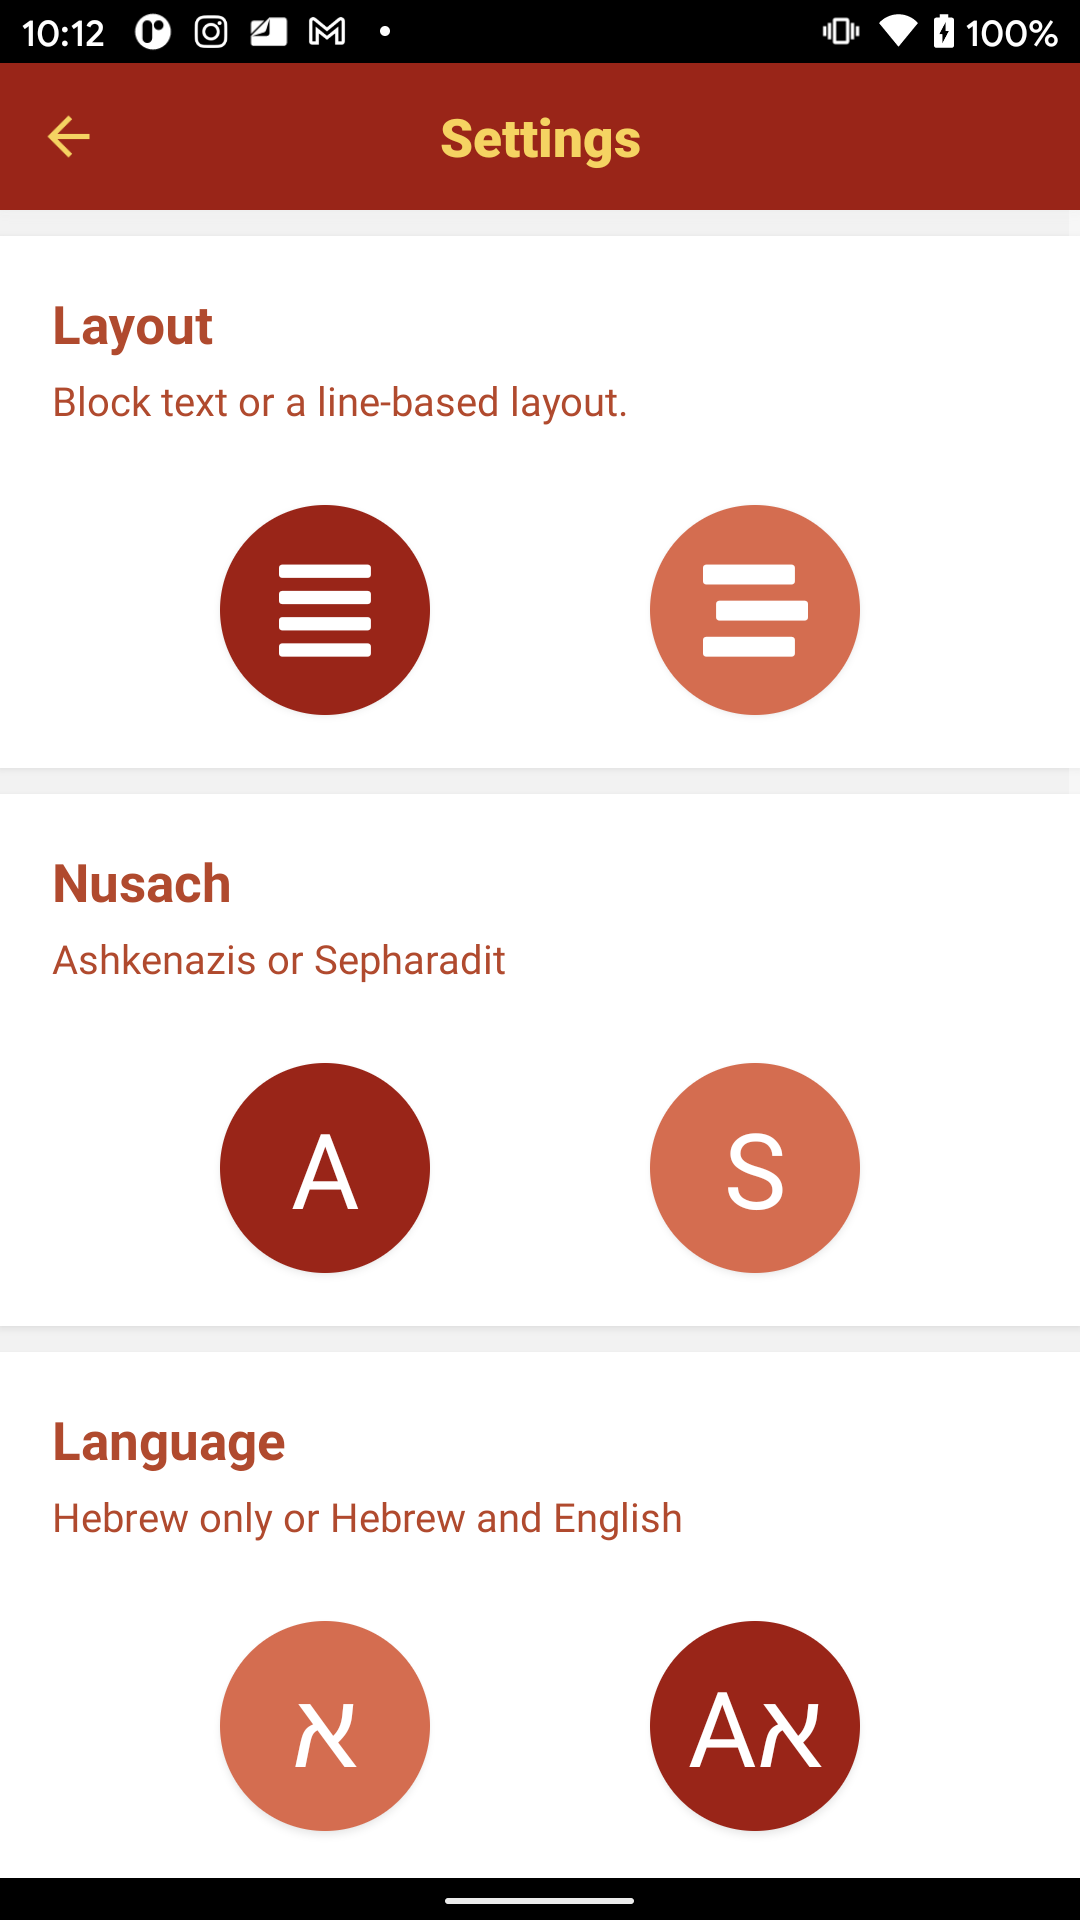 10:12
100%
Settings
Layout
Block text or a line-based layout.
Nusach
Ashkenazis or Sepharadit
A
S
Language
Hebrew only or Hebrew and English
א
Aא